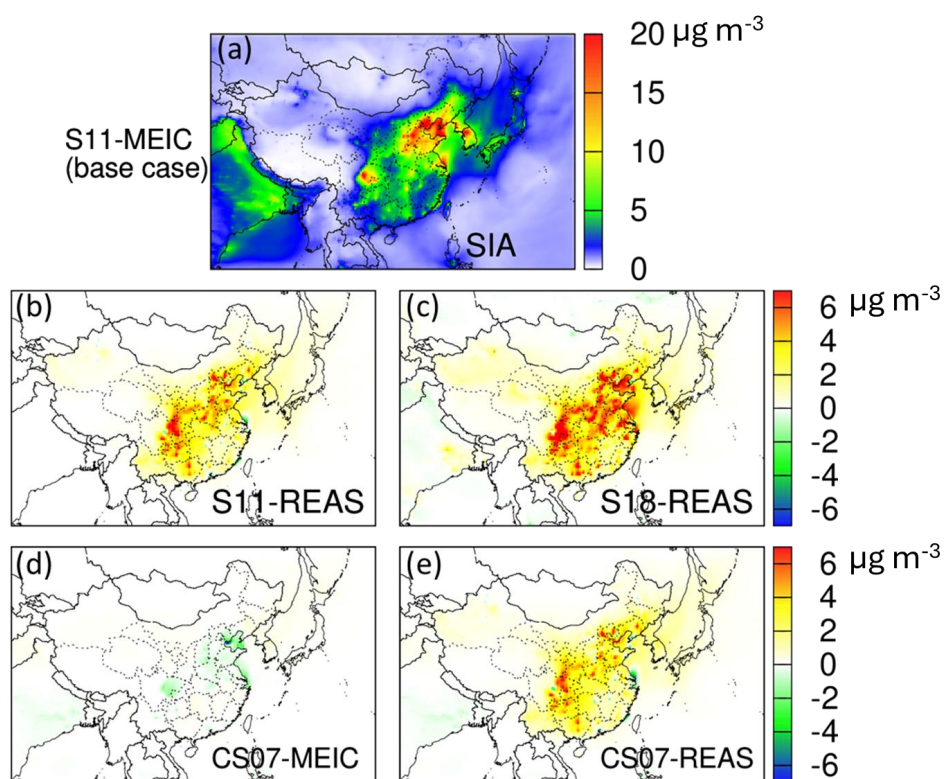 (a)
20 µg m-3
15
10
5
0
S11-MEIC
(base case)
SIA
(b)
S11-REAS
(c)
S18-REAS
6 µg m-3
4
2
0
-2
-4
-6
(d)
CS07-MEIC
(e)
CS07-REAS
6 µg m-3
4
2
0
-2
-4
-6